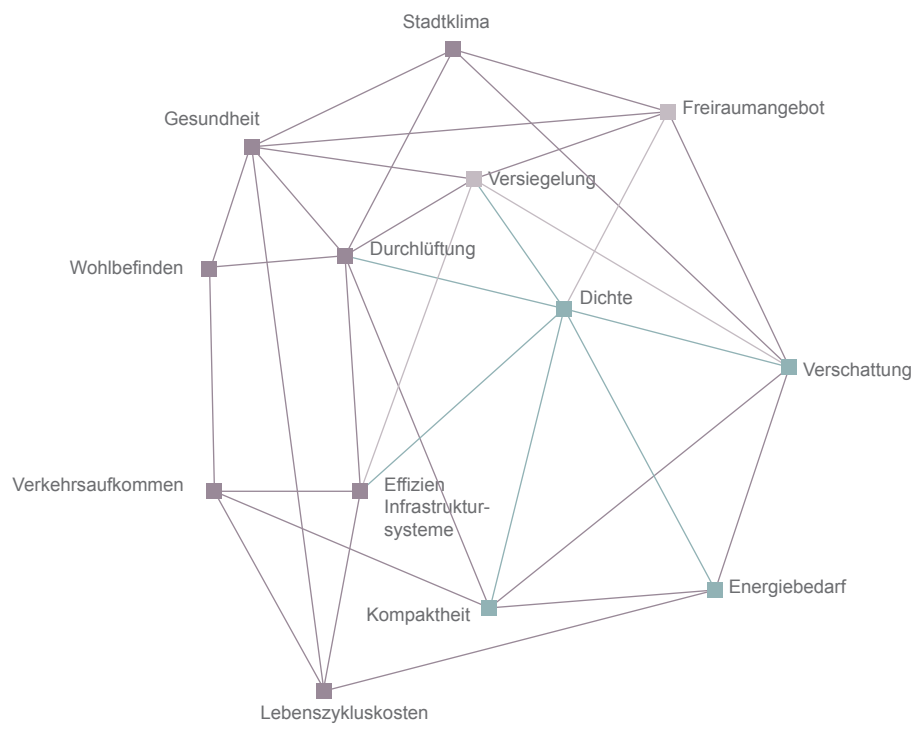 Stadtklima
Freiraumangebot
Gesundheit
Versiegelung
Durchlüftung
Wohlbefinden
Dichte
Verschattung
Verkehrsaufkommen
Effizien
Infrastruktur-
systeme
Energiebedarf
Kompaktheit
Lebenszykluskosten